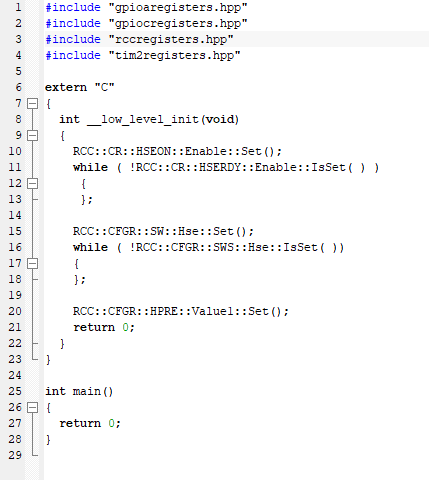 1 #include "gpioaregisters.hpp"
2 #include "gpiocregisters.hpp"
3 #include "rccregisters.hpp"
4 #include "tim2registers.hpp"
5
6 extern "C"
7 {
8   int __low_level_init(void)
9   {
10     RCC::CR::HSEON::Enable::Set();
11     while ( !RCC::CR::HSERDY::Enable::IsSet( ) )
12      {
13      };
14
15     RCC::CFGR::SW::Hse::Set();
16     while ( !RCC::CFGR::SWS::Hse::IsSet( ))
17     {
18     };
19
20     RCC::CFGR::HPRE::Value1::Set();
21     return 0;
22   }
23 }
24
25 int main()
26 {
27   return 0;
28 }
29